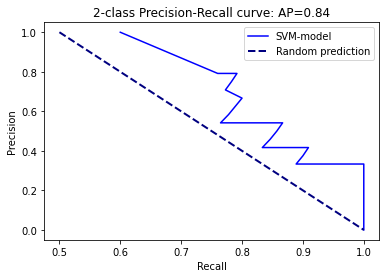 2-class Precision-Recall curve: AP=0.84
SVM-model
Random prediction
Precision
1.0
0.8
0.6
0.4
0.2
0.0
0.5 0.6 0.7 0.8 0.9 1.0
Recall